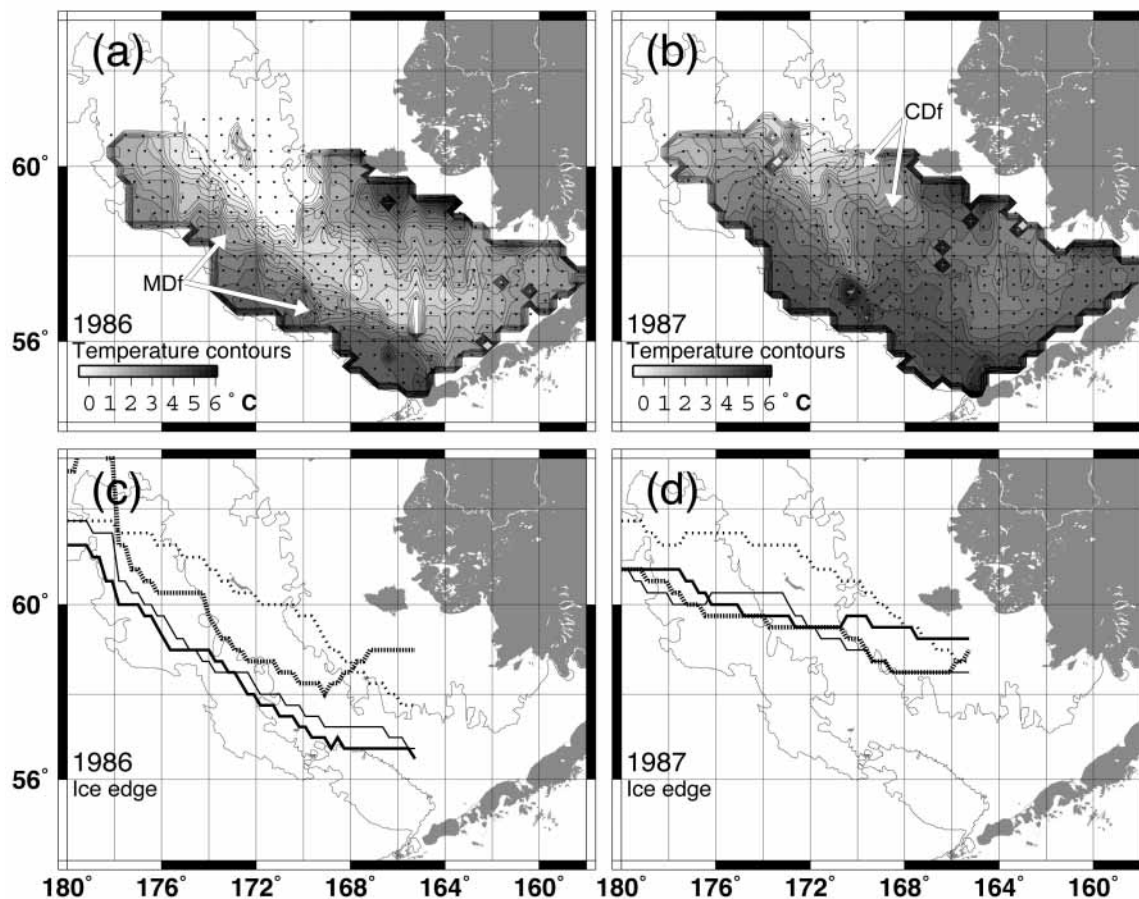 (a)
60°
MDf
1986
56°
Temperature contours
0 1 2 3 4 5 6 ° C
(b)
CDf
1987
Temperature contours
0 1 2 3 4 5 6 ° C
(c)
60°
1986
56°
Ice edge
(d)
1987
Ice edge
180° 176° 172° 168° 164° 160°
180° 176° 172° 168° 164° 160°